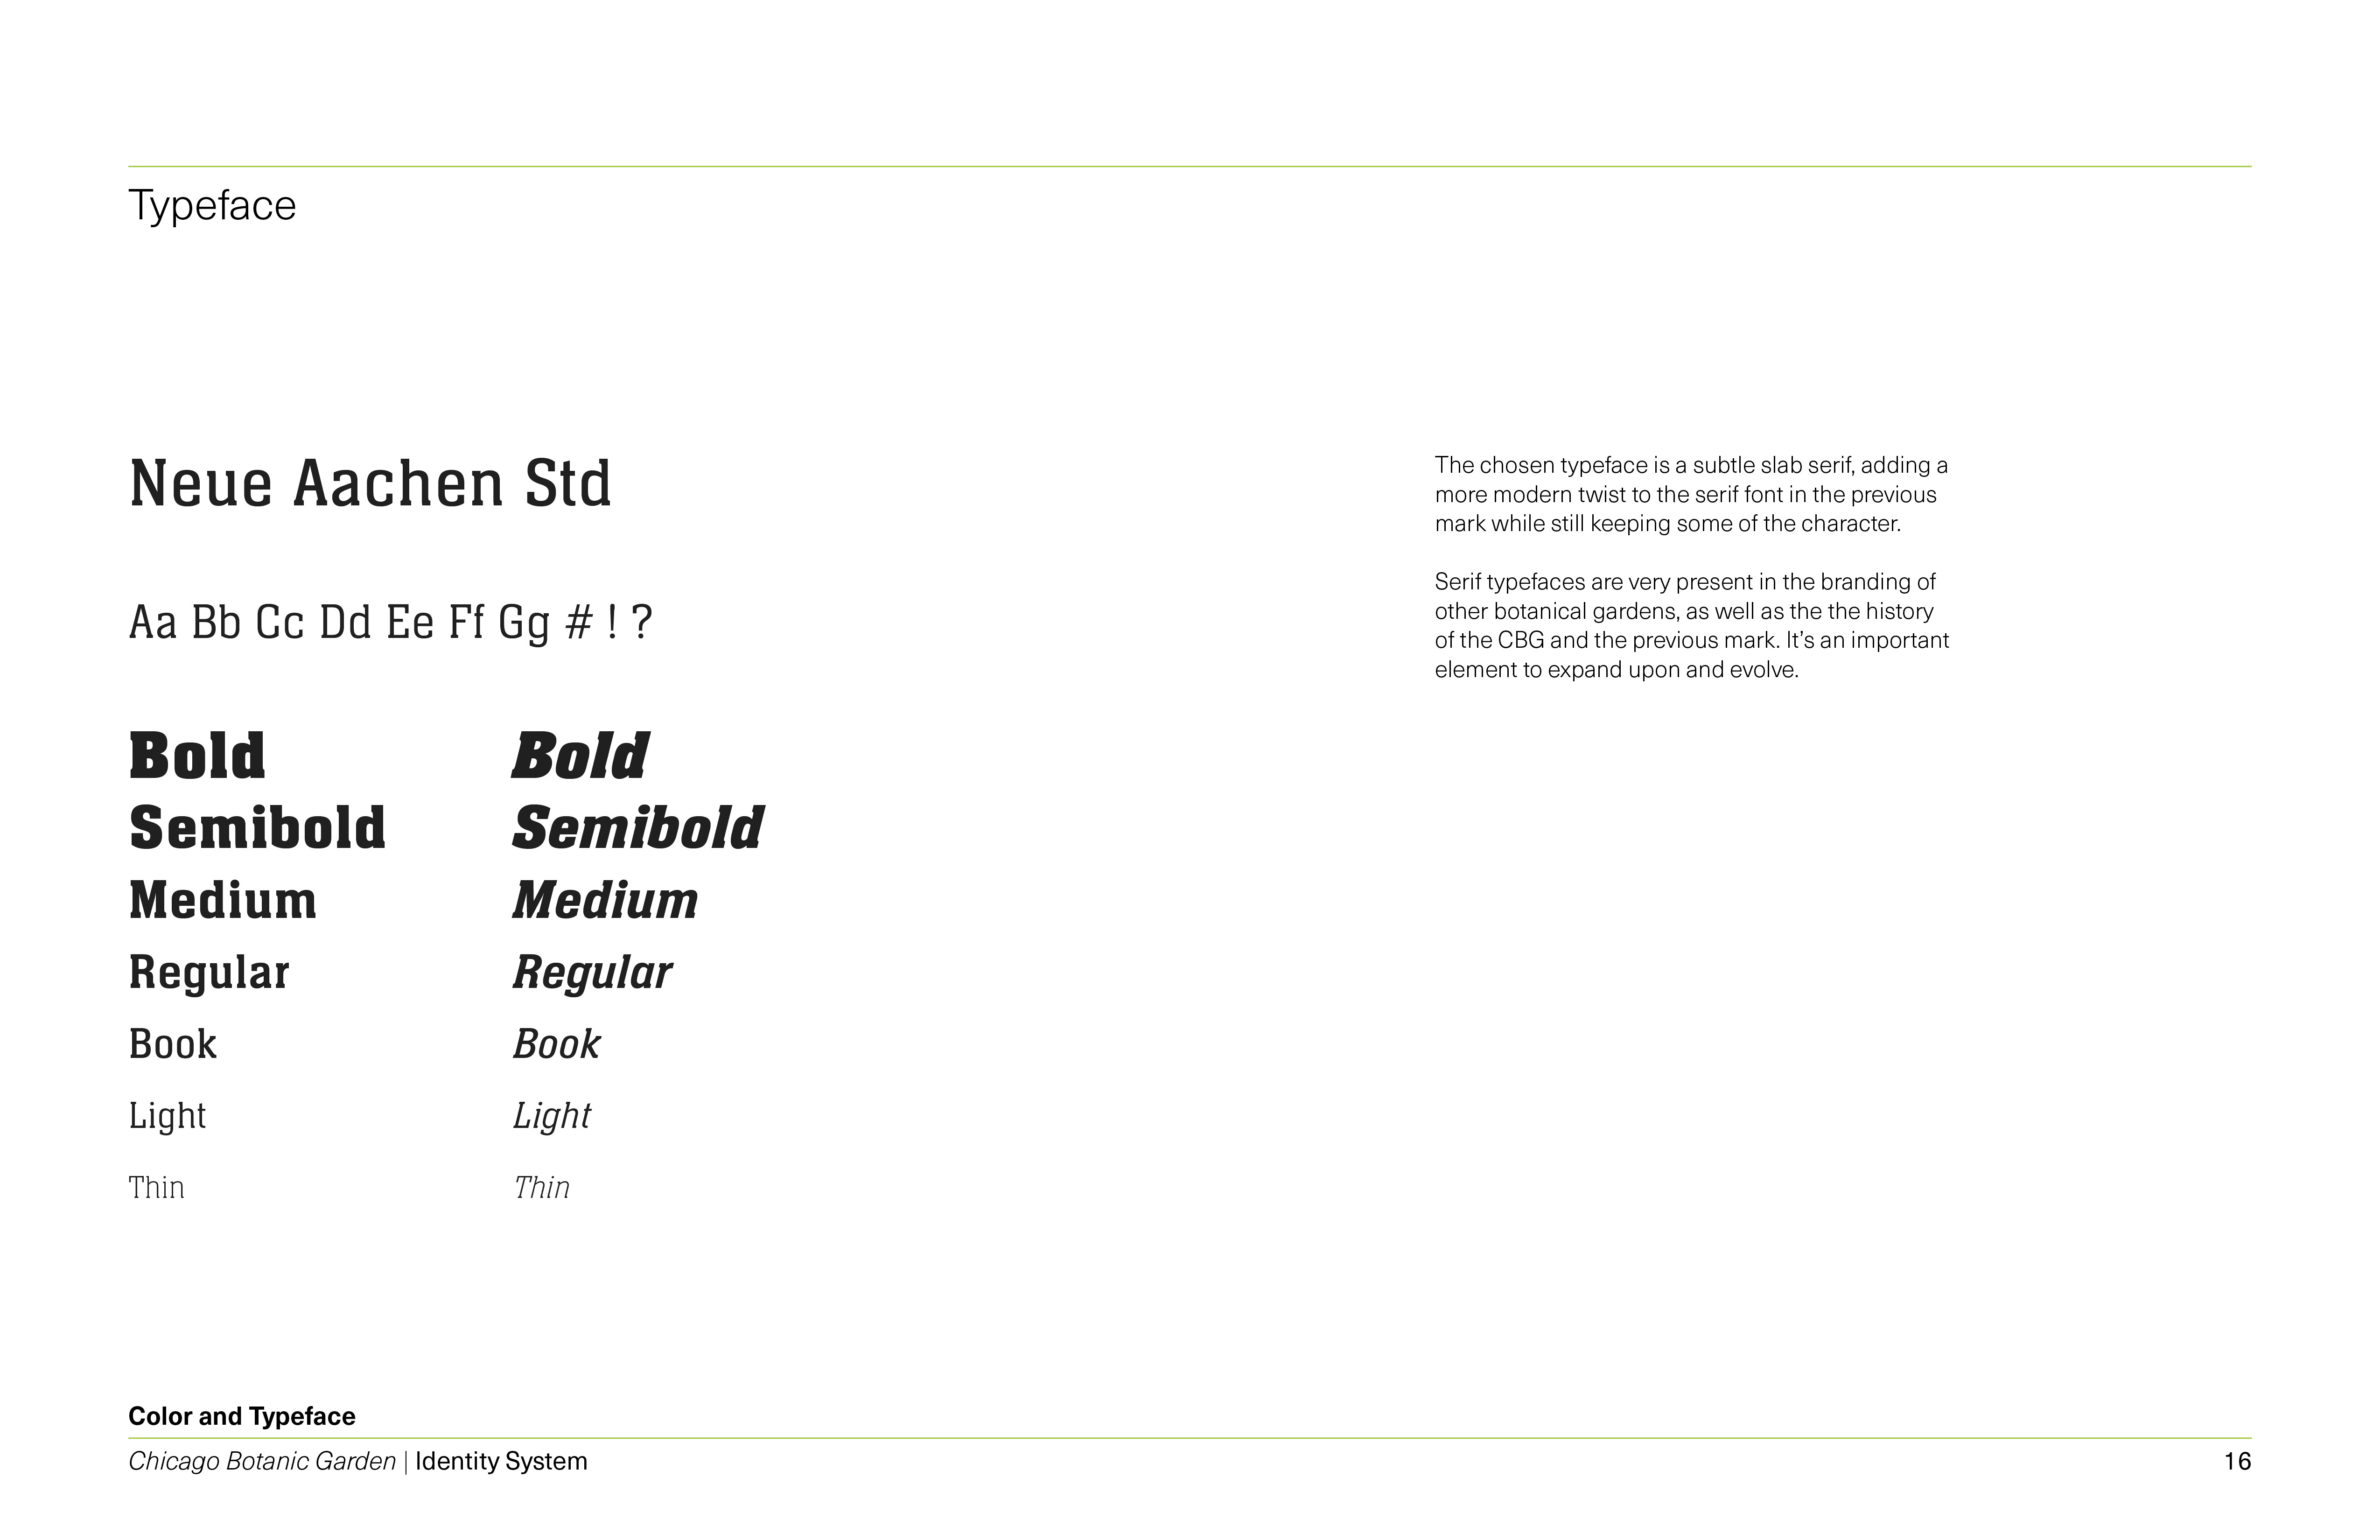 Typeface
Neue Aachen Std
Aa Bb Cc Dd Ee Ff Gg # ! ?
Bold
Semibold
Medium
Regular
Book
Light
Thin
Bold
Semibold
Medium
Regular
Book
Light
Thin
The chosen typeface is a subtle slab serif, adding a
more modern twist to the serif font in the previous
mark while still keeping some of the character.
Serif typefaces are very present in the branding of
other botanical gardens, as well as the the history
of the CBG and the previous mark. It’s an important
element to expand upon and evolve.
Color and Typeface
Chicago Botanic Garden | Identity System
16